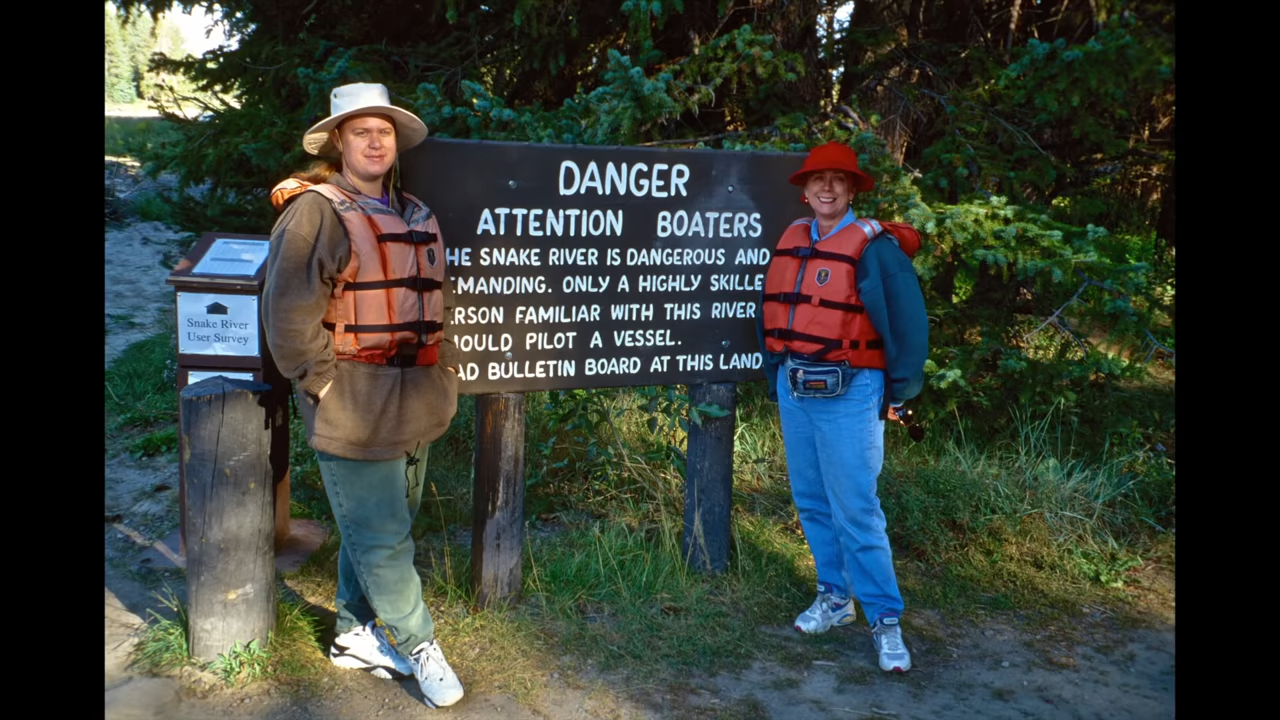 DANGER
ATTENTION BOATERS
HE SNAKE RIVER IS DANGEROUS AND
EMANDING. ONLY A HIGHLY SKILLE
ERSON FAMILIAR WITH THIS RIVER
HOULD PILOT A VESSEL.
AD BULLETIN BOARD AT THIS LAND
Snake River
User Survey